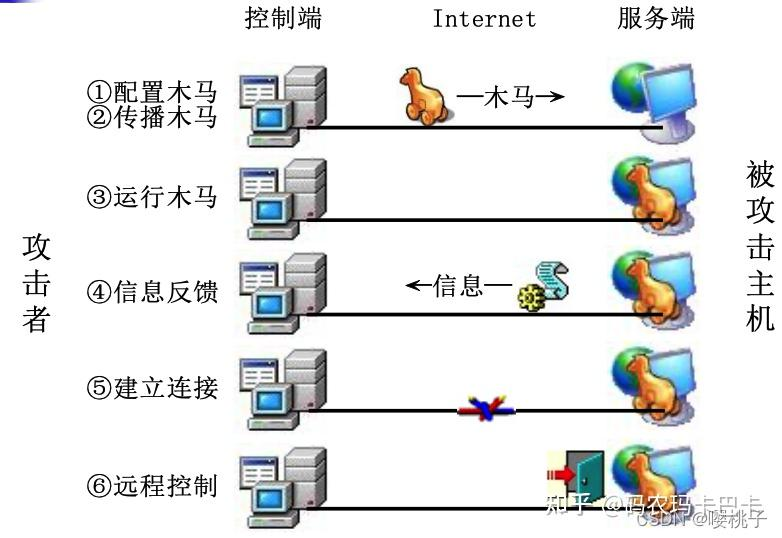 控制端 Internet 服务端
①配置木马
②传播木马
木马
③运行木马
攻击者
被攻击主机
④信息反馈
信息
⑤建立连接
⑥远程控制
知乎 @码农玛卡巴卡
CSDN @嘤桃子